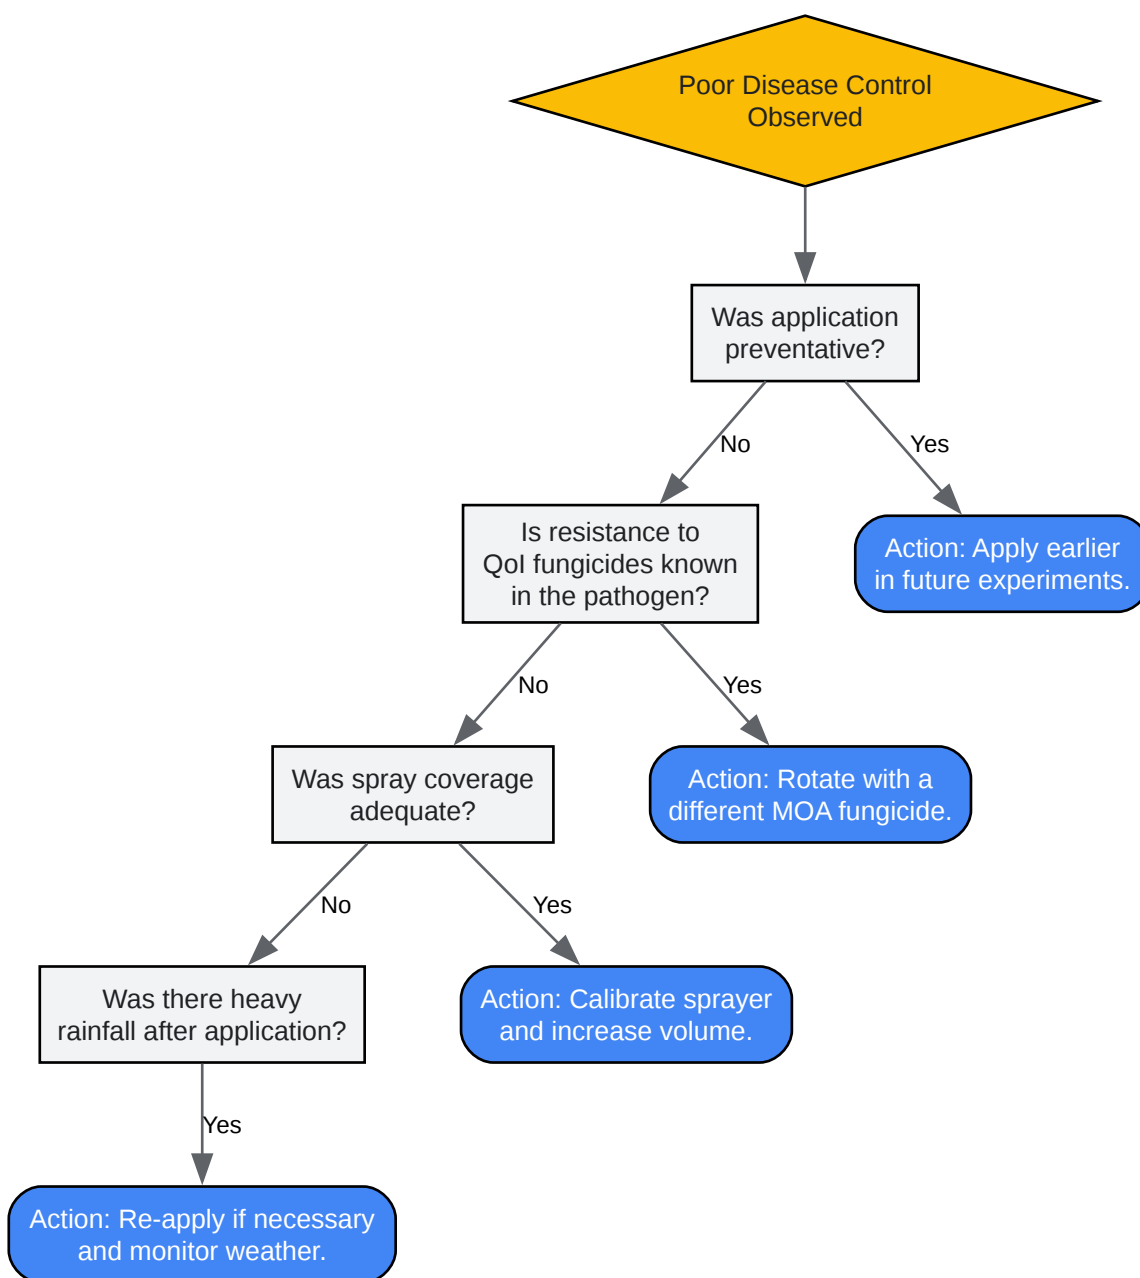 Poor Disease Control
Observed
Was application
preventative?
No
Yes
Is resistance to
QoI fungicides known
in the pathogen?
Action: Apply earlier
in future experiments.
No
Yes
Was spray coverage
adequate?
Action: Rotate with a
different MOA fungicide.
No
Yes
Was there heavy
rainfall after application?
Action: Calibrate sprayer
and increase volume.
Yes
Action: Re-apply if necessary
and monitor weather.